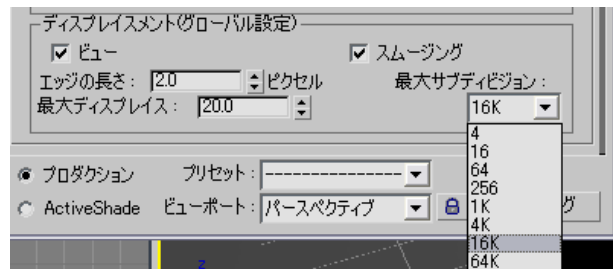 ディスプレイスメント(グローバル設定)
ビュー スムージング
エッジの長さ： 2.0 ピクセル 最大サブディビジョン：
最大ディスプレイス： 20.0 16K
4
16
64
256
1K
4K
16K
64K
プロダクション プリセット： ---------------
ActiveShade ビューポート： パースペクティブ グ
z